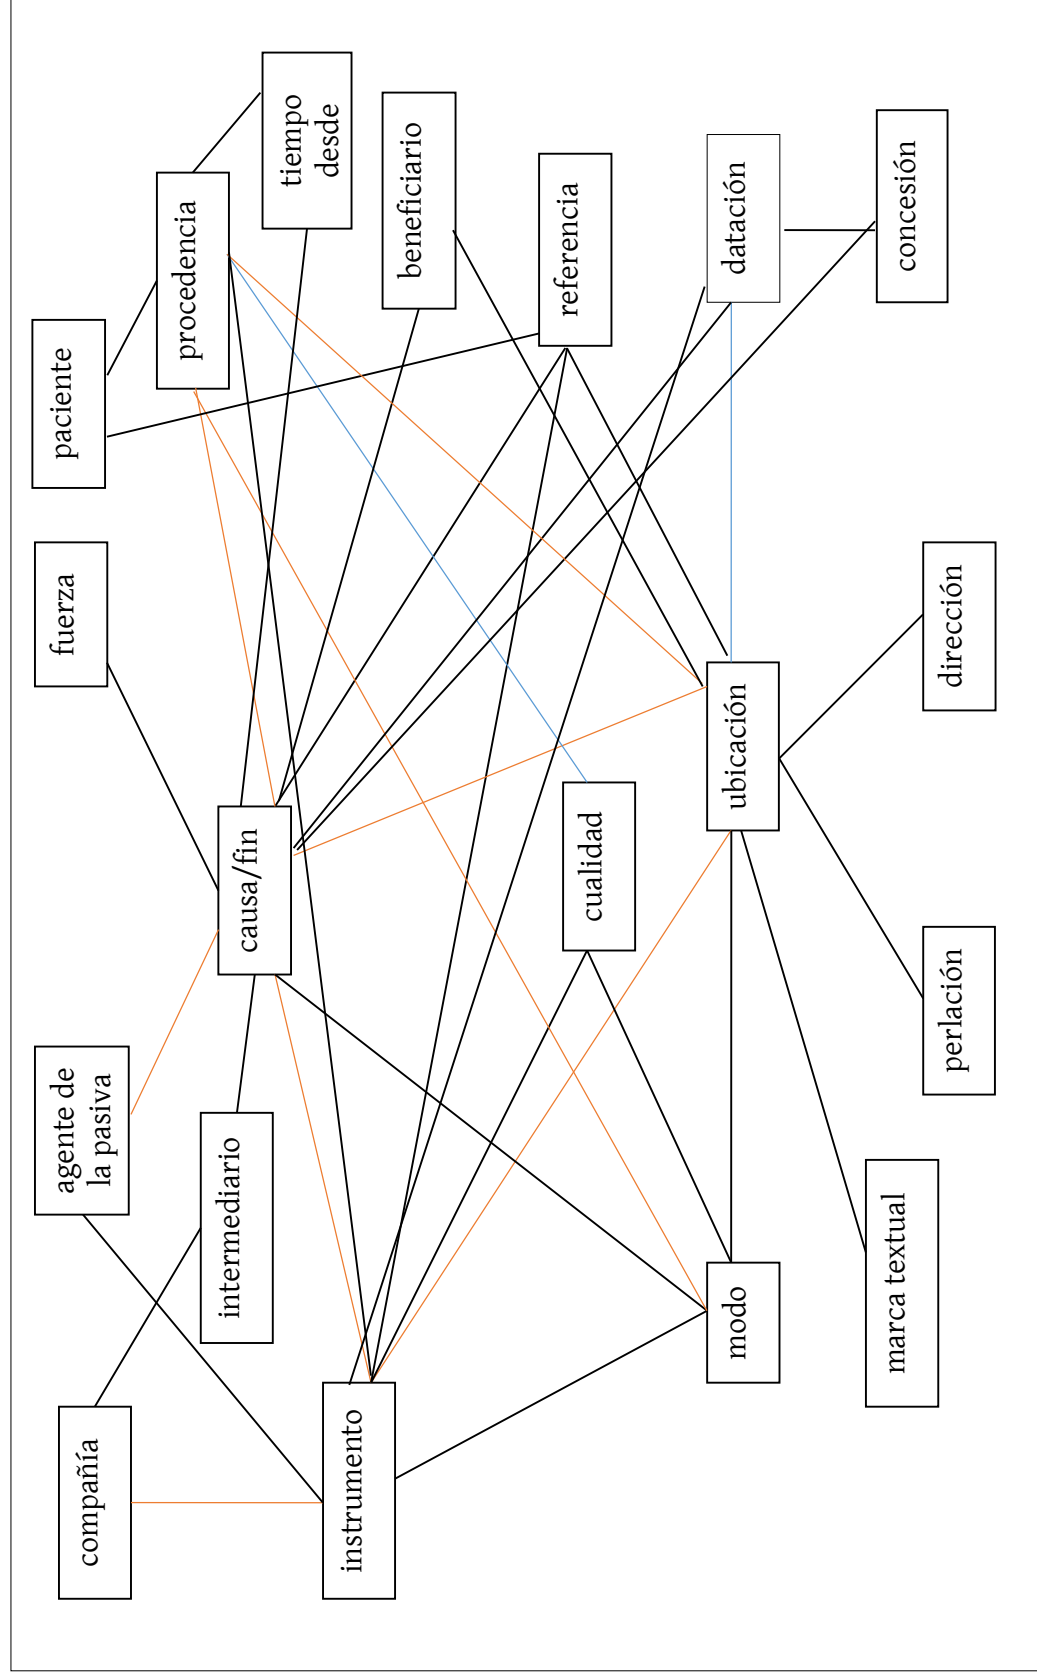 compañía
agente de
la pasiva
fuerza
paciente
intermediario
causa/fin
procedencia
tiempo
desde
instrumento
beneficiario
cualidad
referencia
modo
ubicación
datación
marca textual
perlación
dirección
concesión